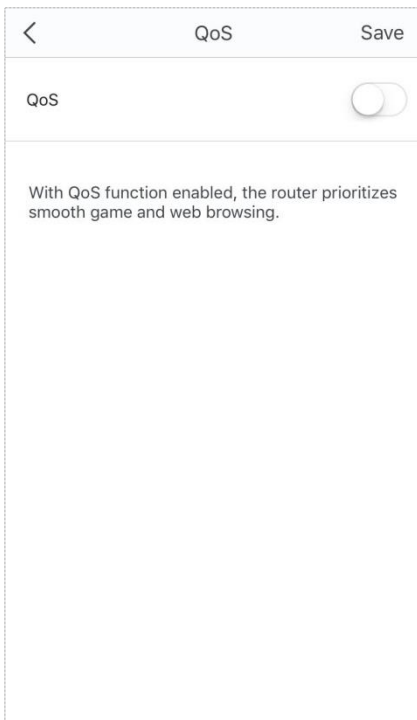 QoS
Save
QoS
With QoS function enabled, the router prioritizes
smooth game and web browsing.